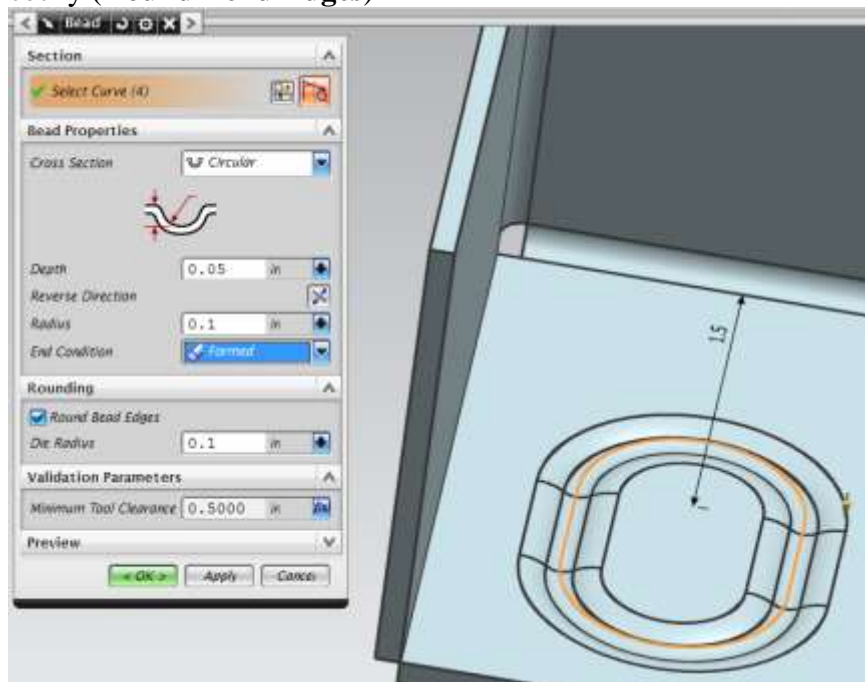 Bead
Section
Select Curve (4)
Bead Properties
Cross Section Circular
Depth 0.05 in
Reverse Direction
Radius 0.1 in
End Condition Formed
Rounding
Round Bead Edges
Die Radius 0.1 in
Validation Parameters
Minimum Tool Clearance 0.5000 in
Preview
< OK > Apply Cancel
1.5